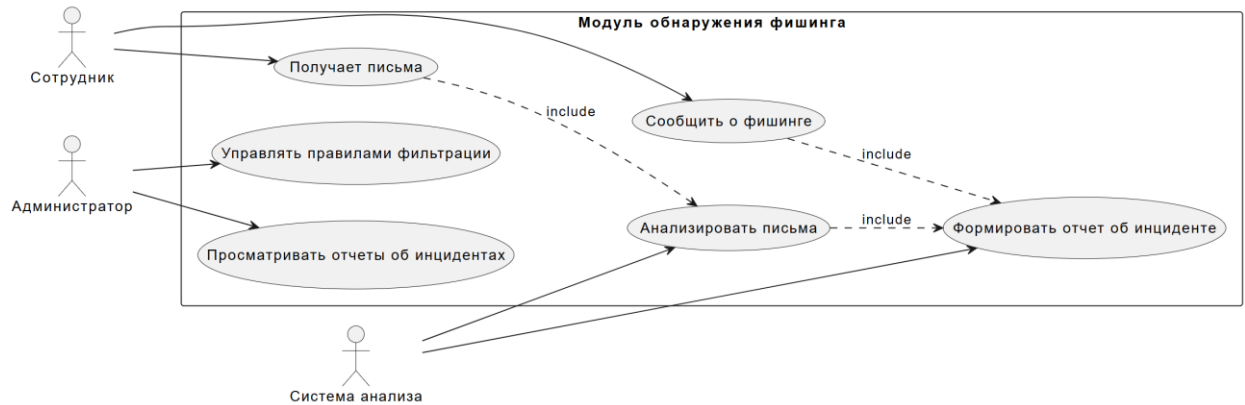 Модуль обнаружения фишинга
Сотрудник
Получает письма
include
Сообщить о фишинге
include
Управлять правилами фильтрации
Администратор
Анализировать письма
include
Формировать отчет об инциденте
Просматривать отчеты об инцидентах
Система анализа